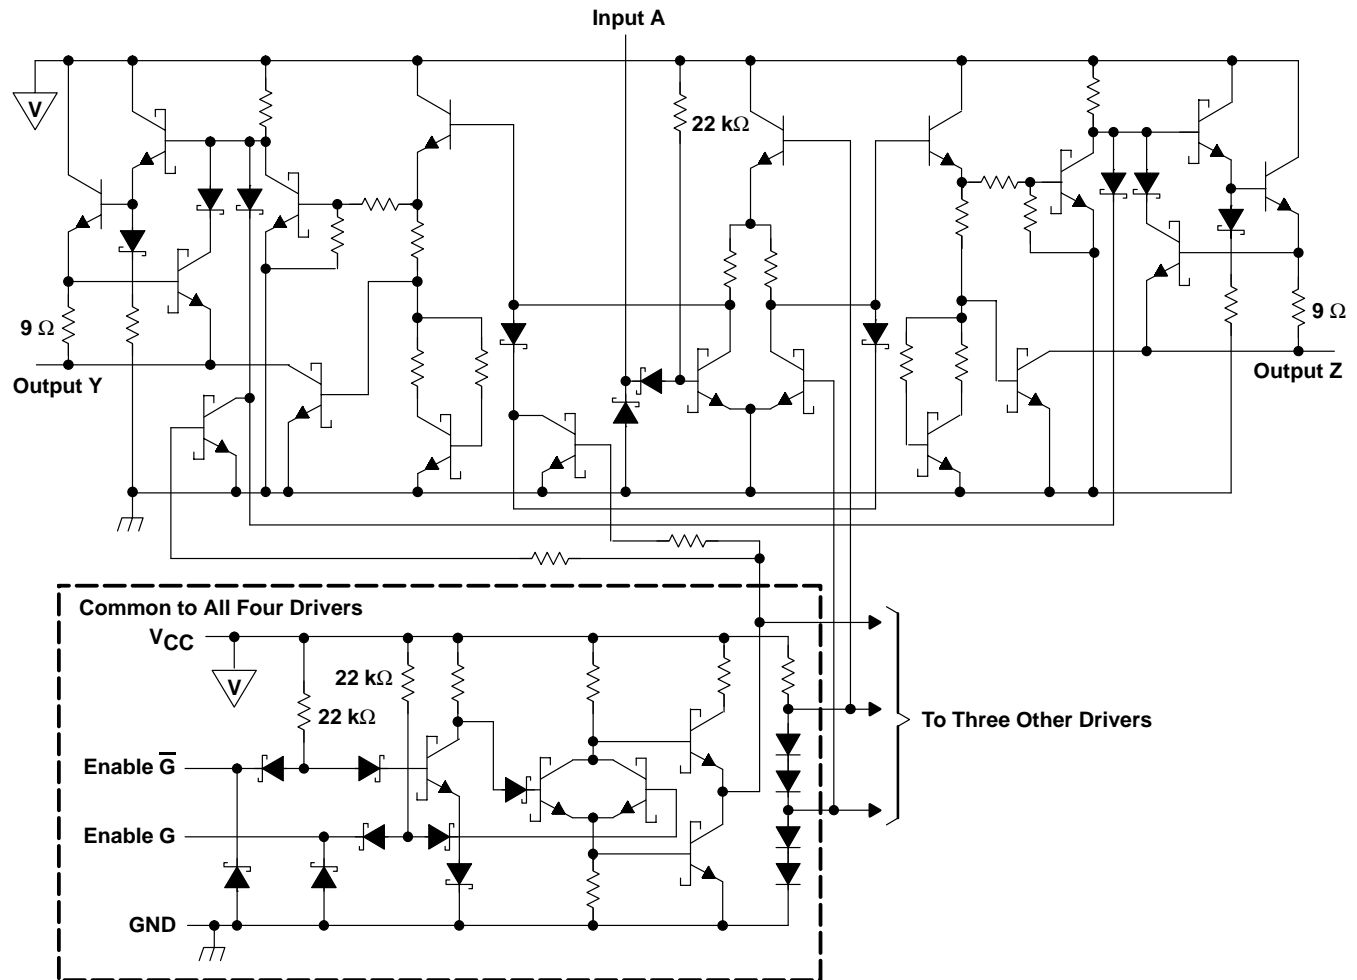 Input A
V
22 kΩ
9 Ω
9 Ω
Output Y
Output Z
Common to All Four Drivers
VCC
V
22 kΩ
22 kΩ
To Three Other Drivers
Enable G̅
Enable G
GND